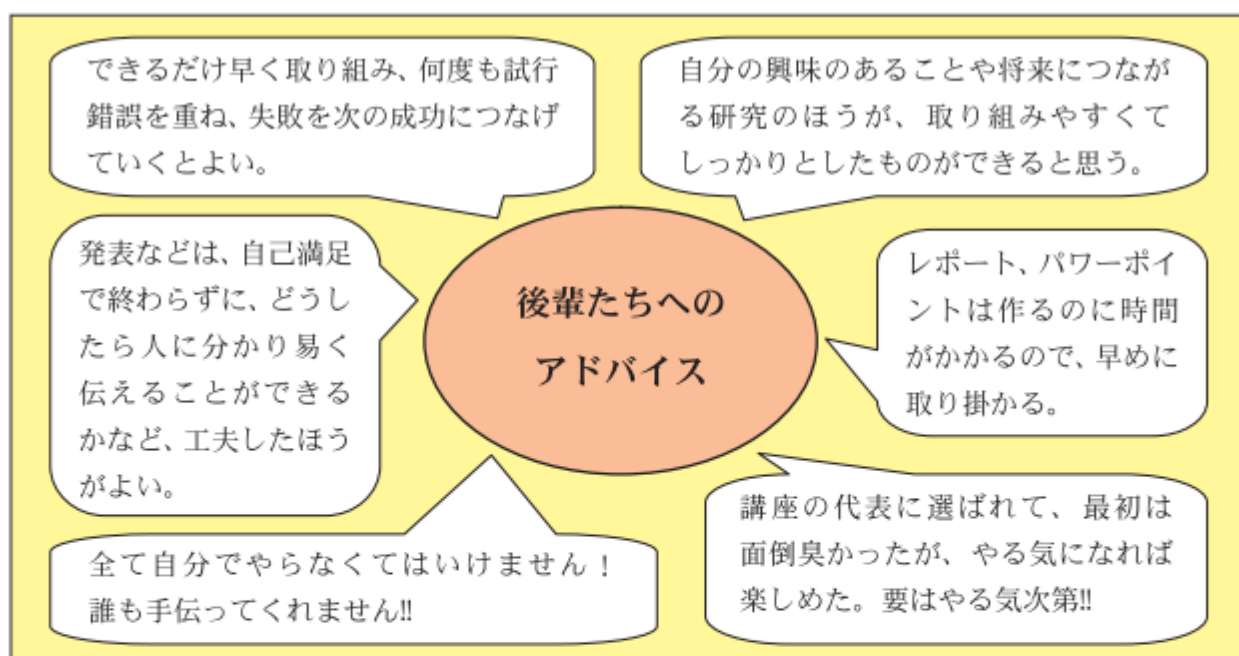 できるだけ早く取り組み、何度も試行
錯誤を重ね、失敗を次の成功につなげ
ていくとよい。
自分の興味のあることや将来につなが
る研究のほうが、取り組みやすくて
しっかりとしたものができると思う。
発表などは、自己満足
で終わらずに、どうし
たら人に分かり易く
伝えることができる
かなど、工夫したほう
がよい。
後輩たちへの
アドバイス
レポート、パワーポイ
ントは作るのに時間
がかかるので、早めに
取り掛かる。
全て自分でやらなくてはいけません！
誰も手伝ってくれません!!
講座の代表に選ばれて、最初は
面倒臭かったが、やる気になれば
楽しめた。要はやる気次第!!